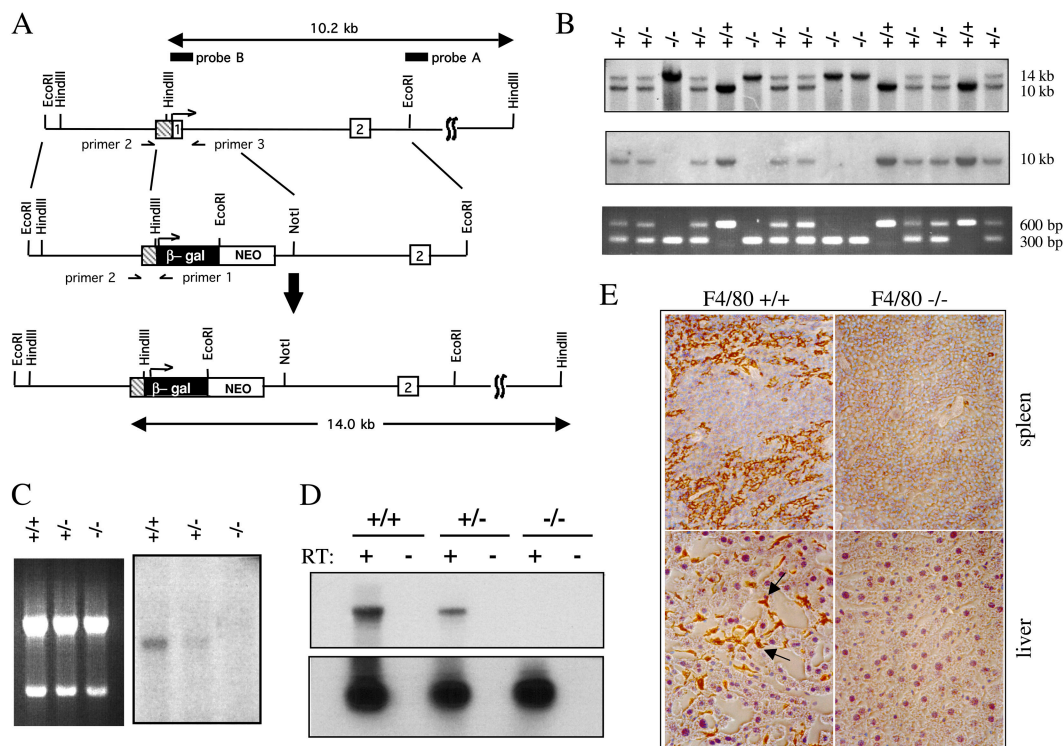 A
10.2 kb
probe B
probe A
EcoRI
HindIII
HindIII
EcoRI
HindIII
1
2
primer 2
primer 3
EcoRI
HindIII
HindIII
EcoRI
NotI
EcoRI
β– gal
NEO
2
primer 2
primer 1
EcoRI
HindIII
HindIII
EcoRI
NotI
EcoRI
HindIII
β– gal
NEO
2
14.0 kb
B
+/- +/- -/- +/- +/+ -/- +/- +/- -/- -/- +/+ +/- +/- +/+ +/-
14 kb
10 kb
10 kb
600 bp
300 bp
C
+/+ +/- -/- +/+ +/- -/-
D
+/+ +/- -/-
RT: + - + - + -
E
F4/80 +/+ F4/80 -/-
spleen
liver